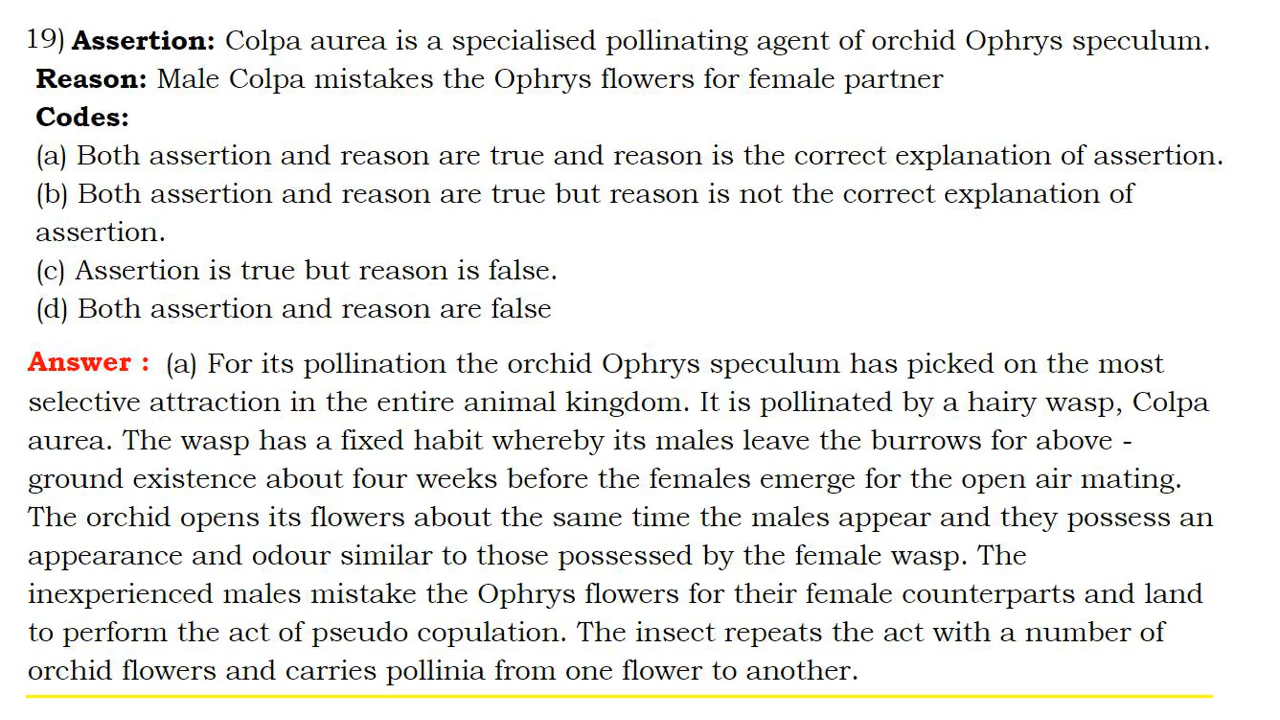 19) Assertion: Colpa aurea is a specialised pollinating agent of orchid Ophrys speculum.
Reason: Male Colpa mistakes the Ophrys flowers for female partner
Codes:
(a) Both assertion and reason are true and reason is the correct explanation of assertion.
(b) Both assertion and reason are true but reason is not the correct explanation of
assertion.
(c) Assertion is true but reason is false.
(d) Both assertion and reason are false
Answer : (a) For its pollination the orchid Ophrys speculum has picked on the most
selective attraction in the entire animal kingdom. It is pollinated by a hairy wasp, Colpa
aurea. The wasp has a fixed habit whereby its males leave the burrows for above -
ground existence about four weeks before the females emerge for the open air mating.
The orchid opens its flowers about the same time the males appear and they possess an
appearance and odour similar to those possessed by the female wasp. The
inexperienced males mistake the Ophrys flowers for their female counterparts and land
to perform the act of pseudo copulation. The insect repeats the act with a number of
orchid flowers and carries pollinia from one flower to another.